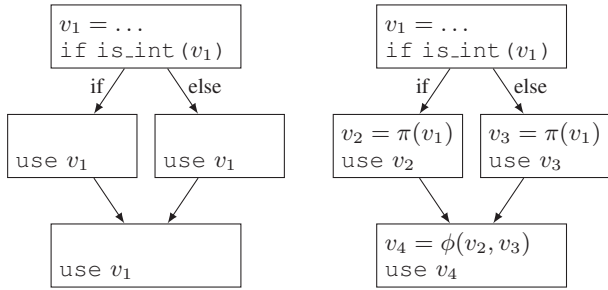 v₁ = ...
if is_int(v₁)
if
else
use v₁
use v₁
use v₁
v₁ = ...
if is_int(v₁)
if
else
v₂ = π(v₁)
use v₂
v₃ = π(v₁)
use v₃
v₄ = ϕ(v₂, v₃)
use v₄